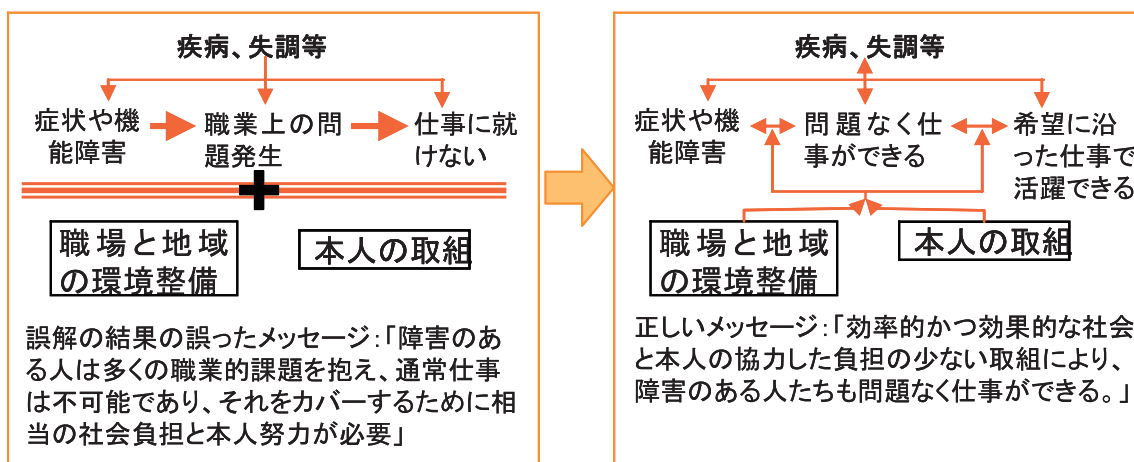 疾病、失調等
症状や機
能障害
職業上の問
題発生
仕事に就
けない
職場と地域
の環境整備
本人の取組
誤解の結果の誤ったメッセージ:「障害のあ
る人は多くの職業的課題を抱え、通常仕事
は不可能であり、それをカバーするために相
当の社会負担と本人努力が必要」
疾病、失調等
症状や機
能障害
問題なく仕
事ができる
希望に沿
った仕事で
活躍できる
職場と地域
の環境整備
本人の取組
正しいメッセージ:「効率的かつ効果的な社会
と本人の協力した負担の少ない取組により、
障害のある人たちも問題なく仕事ができる。」